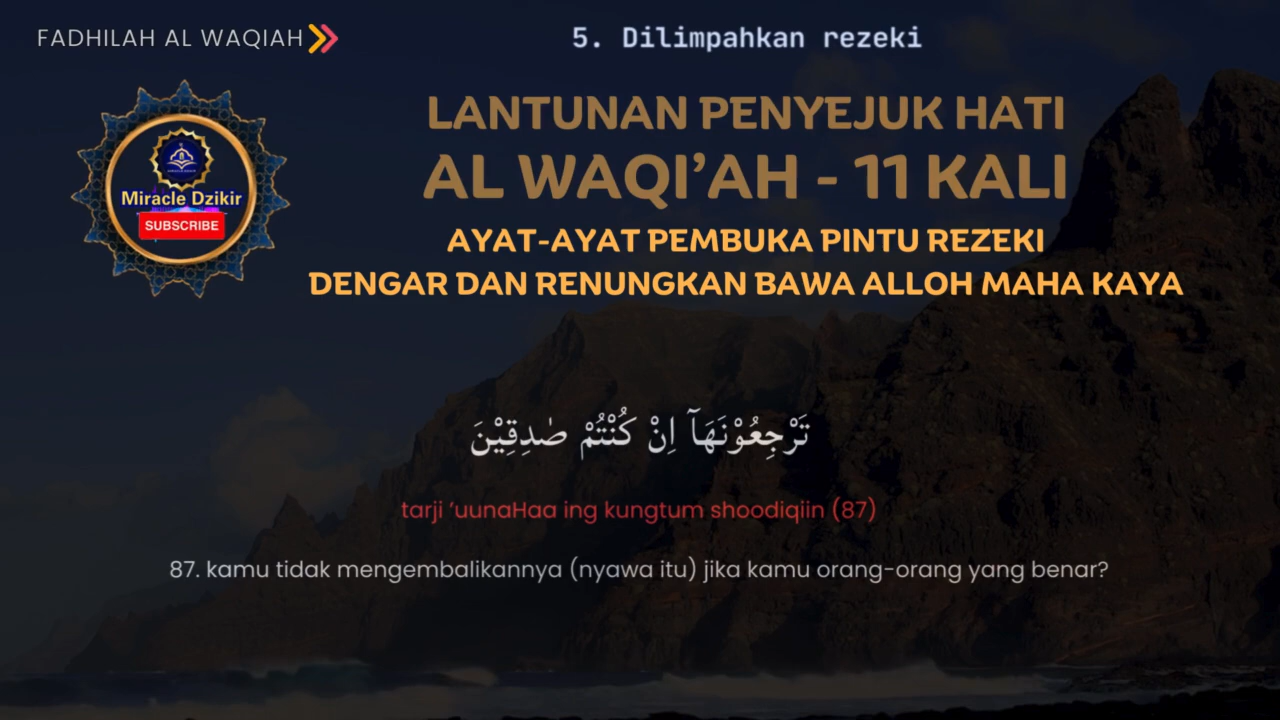 FADHILAH AL WAQIAH
5. Dilimpahkan rezeki
LANTUNAN PENYEJUK HATI
AL WAQI'AH - 11 KALI
AYAT-AYAT PEMBUKA PINTU REZEKI
DENGAR DAN RENUNGKAN BAWA ALLOH MAHA KAYA
Miracle Dzikir
SUBSCRIBE
تَرْجِعُوْنَهَآ اِنْ كُنْتُمْ صٰدِقِيْنَ
tarji 'uunaHaa ing kungtum shoodiqiin (87)
87. kamu tidak mengembalikannya (nyawa itu) jika kamu orang-orang yang benar?